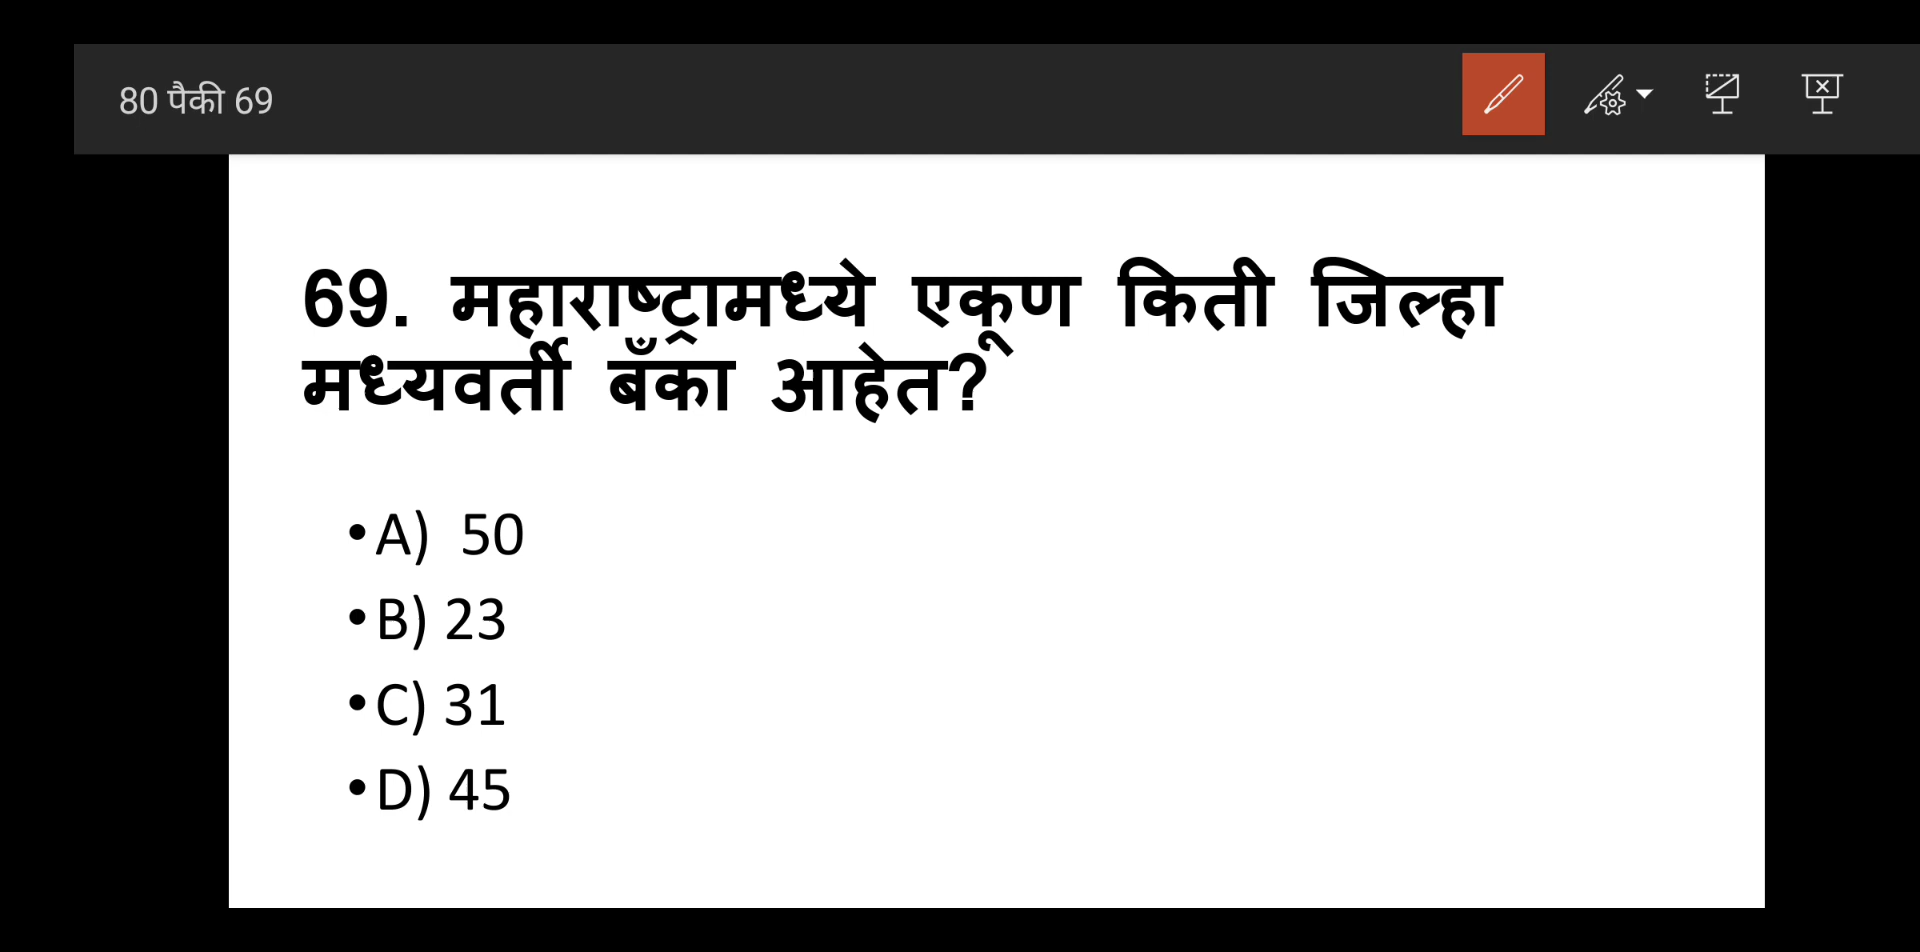 80 पैकी 69
69. महाराष्ट्रामध्ये एकूण किती जिल्हा
मध्यवर्ती बँका आहेत?
•A) 50
•B) 23
•C) 31
•D) 45